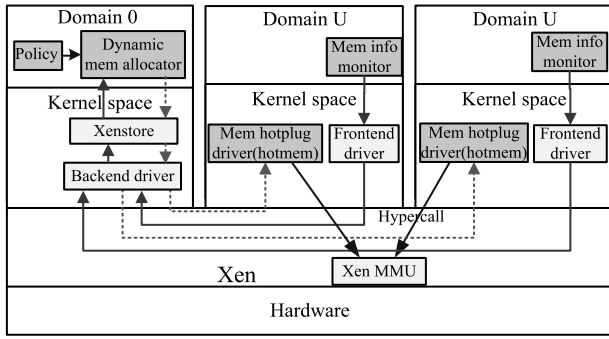 Domain 0
Policy
Dynamic
mem allocator
Kernel space
Xenstore
Backend driver
Domain U
Mem info
monitor
Kernel space
Mem hotplug
driver(hotmem)
Frontend
driver
Domain U
Mem info
monitor
Kernel space
Mem hotplug
driver(hotmem)
Frontend
driver
Hypercall
Xen
Xen MMU
Hardware